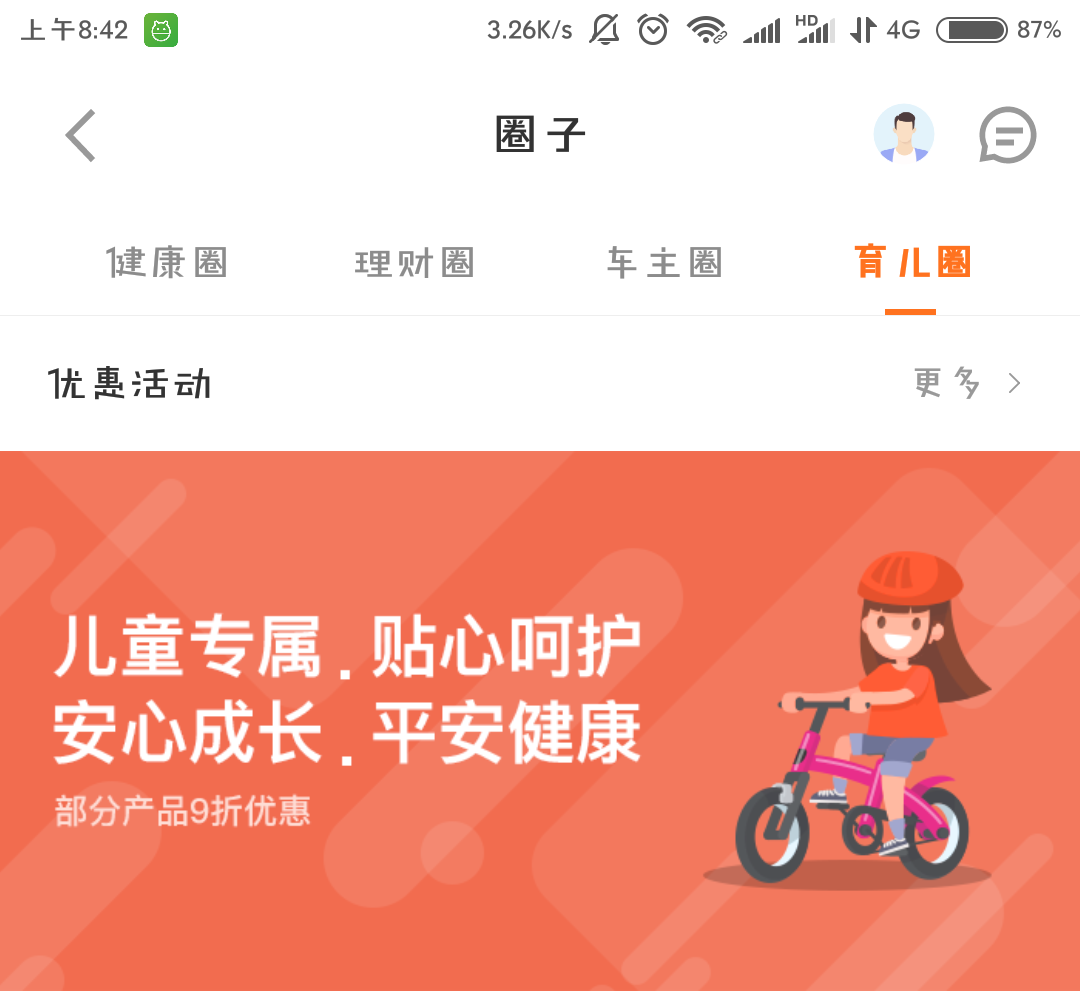 上午8:42 3.26K/s HD 4G 87%
圈子
健康圈 理财圈 车主圈 育儿圈
优惠活动 更多
儿童专属.贴心呵护
安心成长.平安健康
部分产品9折优惠